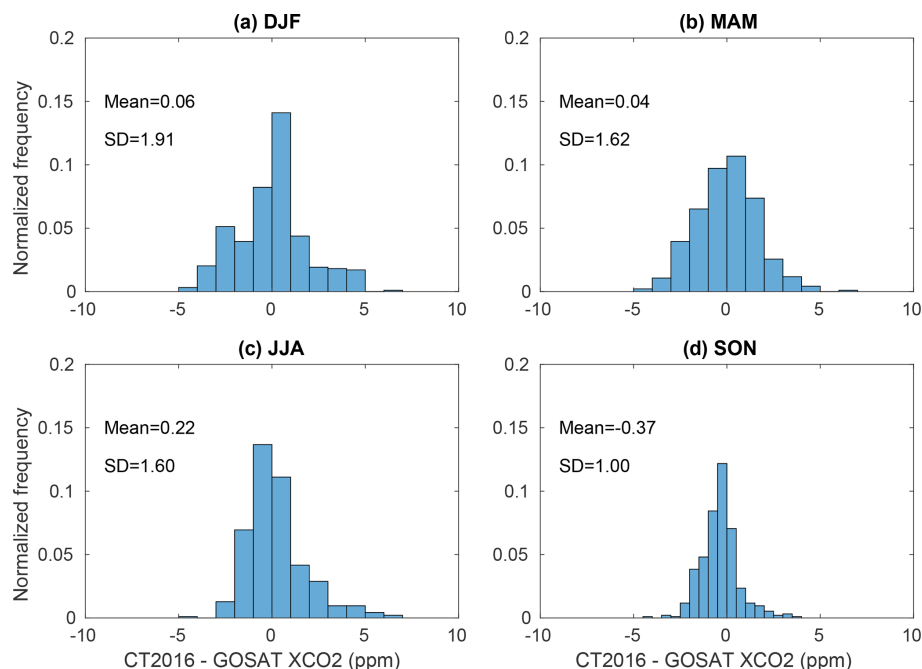 (a) DJF
(b) MAM
0.2
0.15
0.1
0.05
0
Normalized frequency
Mean=0.06
SD=1.91
-10
-5
0
5
10
0.2
0.15
0.1
0.05
0
Mean=0.04
SD=1.62
-10
-5
0
5
10
(c) JJA
(d) SON
0.2
0.15
0.1
0.05
0
Normalized frequency
Mean=0.22
SD=1.60
-10
-5
0
5
10
CT2016 - GOSAT XCO2 (ppm)
0.2
0.15
0.1
0.05
0
Mean=-0.37
SD=1.00
-10
-5
0
5
10
CT2016 - GOSAT XCO2 (ppm)